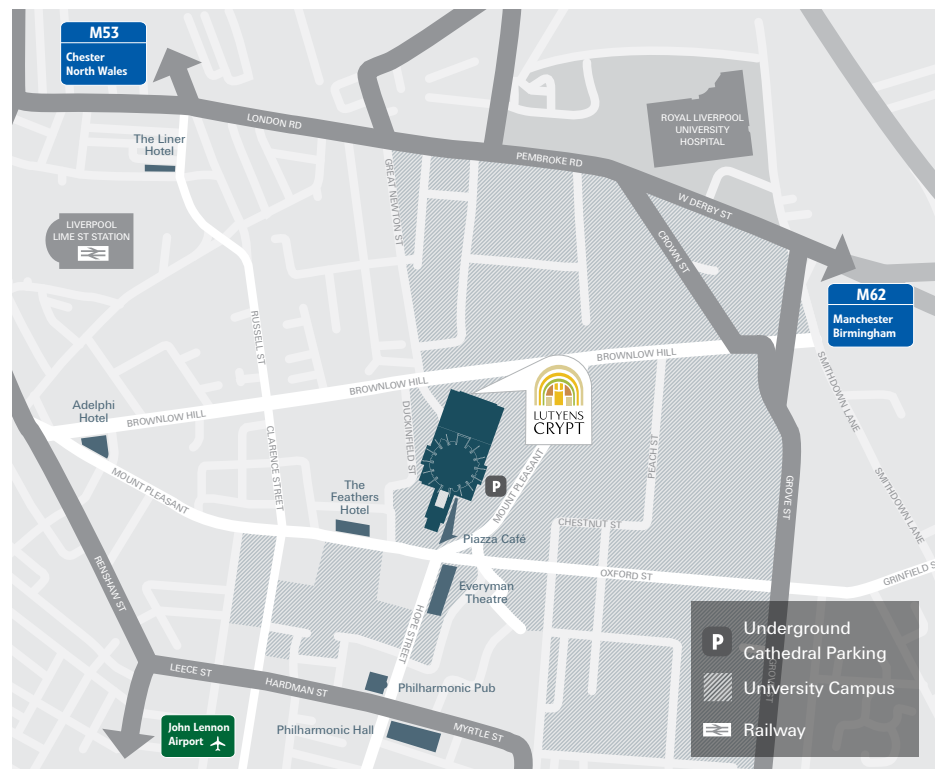 M53
Chester
North Wales
LONDON RD
The Liner
Hotel
ROYAL LIVERPOOL
UNIVERSITY
HOSPITAL
PEMBROKE RD
GREAT NEWTON ST
W DERBY ST
LIVERPOOL
LIME ST STATION
CROWN ST
M62
Manchester
Birmingham
RUSSELL ST
BROWNLOW HILL
BROWNLOW HILL
BROWNLOW HILL
SMITHDOWN LANE
LUTYENS
CRYPT
Adelphi
Hotel
DUCKINFIELD ST
CLARENCE STREET
PEACH ST
MOUNT PLEASANT
MOUNT PLEASANT
The
Feathers
Hotel
P
GROVE ST
SMITHDOWN LANE
CHESTNUT ST
Piazza Café
OXFORD ST
GRINFIELD S
RENSHAW ST
Everyman
Theatre
HOPE STREET
LEECE ST
HARDMAN ST
Philharmonic Pub
Philharmonic Hall
MYRTLE ST
John Lennon
Airport
P
Underground
Cathedral Parking
University Campus
Railway